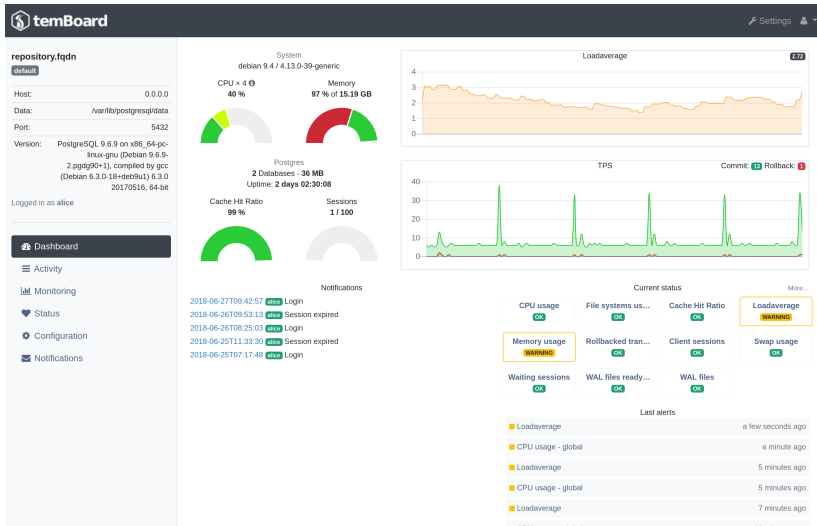 temBoard
Settings
repository.fqdn
default
Host: 0.0.0.0
Data: /var/lib/postgresql/data
Port: 5432
Version: PostgreSQL 9.6.9 on x86_64-pc-
linux-gnu (Debian 9.6.9-
2.pgdg90+1), compiled by gcc
(Debian 6.3.0-18+deb9u1) 6.3.0
20170516, 64-bit
Logged in as alice
Dashboard
Activity
Monitoring
Status
Configuration
Notifications
System
debian 9.4 / 4.13.0-39-generic
CPU × 4 Memory
40 % 97 % of 15.19 GB
Postgres
2 Databases - 36 MB
Uptime: 2 days 02:30:08
Cache Hit Ratio Sessions
99 % 1 / 100
Loadaverage 2.72
4
3
2
1
0
TPS Commit: 13 Rollback: 1
40
30
20
10
0
Notifications
2018-06-27T09:42:57 alice Login
2018-06-26T09:53:13 alice Session expired
2018-06-26T08:25:03 alice Login
2018-06-25T11:33:30 alice Session expired
2018-06-25T07:17:48 alice Login
Current status More...
CPU usage File systems us... Cache Hit Ratio Loadaverage
OK OK OK WARNING
Memory usage Rollbacked tran... Client sessions Swap usage
WARNING OK OK OK
Waiting sessions WAL files ready... WAL files
OK OK OK
Last alerts
Loadaverage a few seconds ago
CPU usage - global a minute ago
Loadaverage 5 minutes ago
CPU usage - global 5 minutes ago
Loadaverage 7 minutes ago